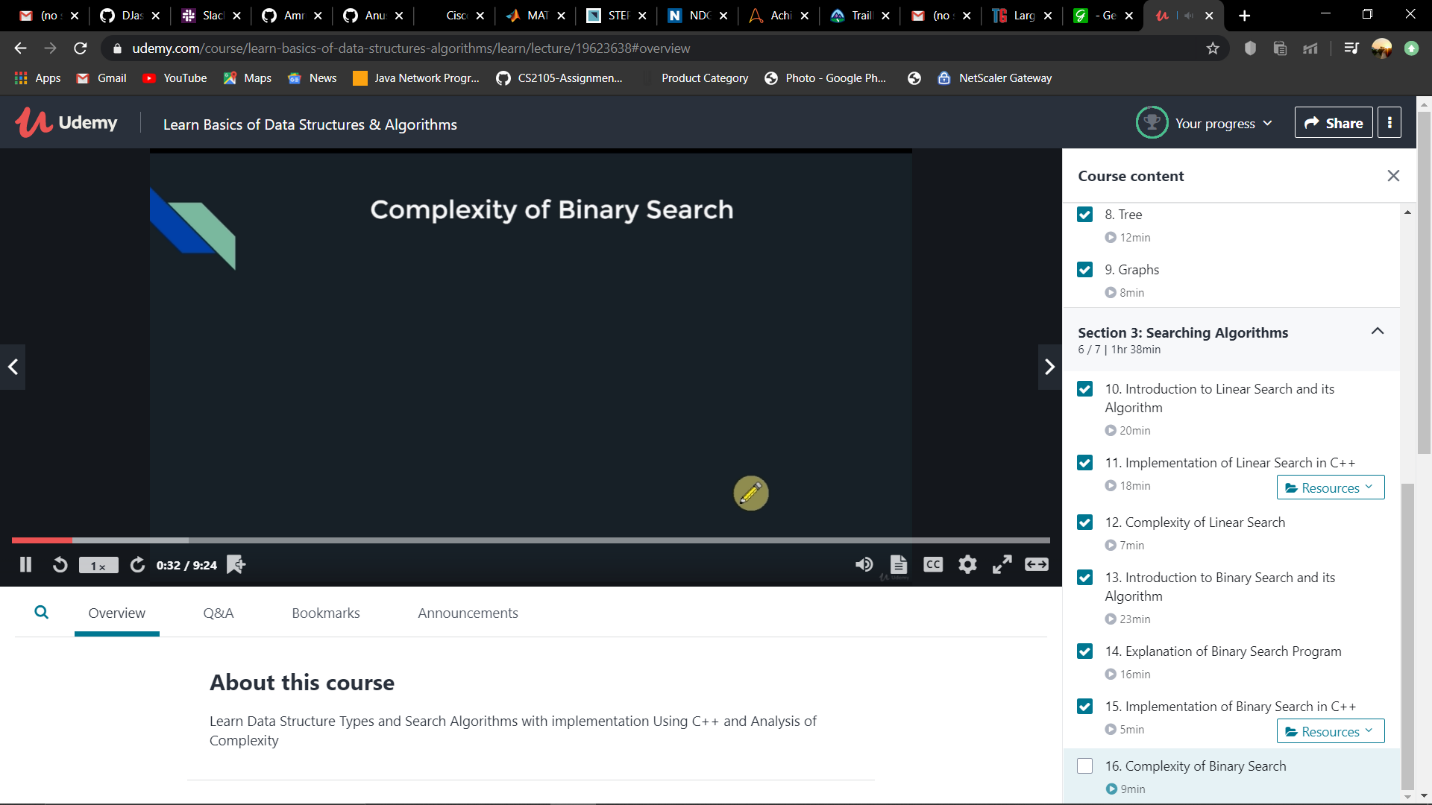 (no s
DJas
Slac
Amr
Anu
Cisc
MAT
STEF
NDC
Achi
Traill
(no s
Larg
- Ge
udemy.com/course/learn-basics-of-data-structures-algorithms/learn/lecture/19623638#overview
Apps Gmail YouTube Maps News Java Network Progr... CS2105-Assignmen... Product Category Photo - Google Ph... NetScaler Gateway
Udemy Learn Basics of Data Structures & Algorithms Your progress Share
Complexity of Binary Search
1x 0:32 / 9:24 CC
Overview Q&A Bookmarks Announcements
About this course
Learn Data Structure Types and Search Algorithms with implementation Using C++ and Analysis of
Complexity
Course content
8. Tree
12min
9. Graphs
8min
Section 3: Searching Algorithms
6 / 7 | 1hr 38min
10. Introduction to Linear Search and its
Algorithm
20min
11. Implementation of Linear Search in C++
18min Resources
12. Complexity of Linear Search
7min
13. Introduction to Binary Search and its
Algorithm
23min
14. Explanation of Binary Search Program
16min
15. Implementation of Binary Search in C++
5min Resources
16. Complexity of Binary Search
9min